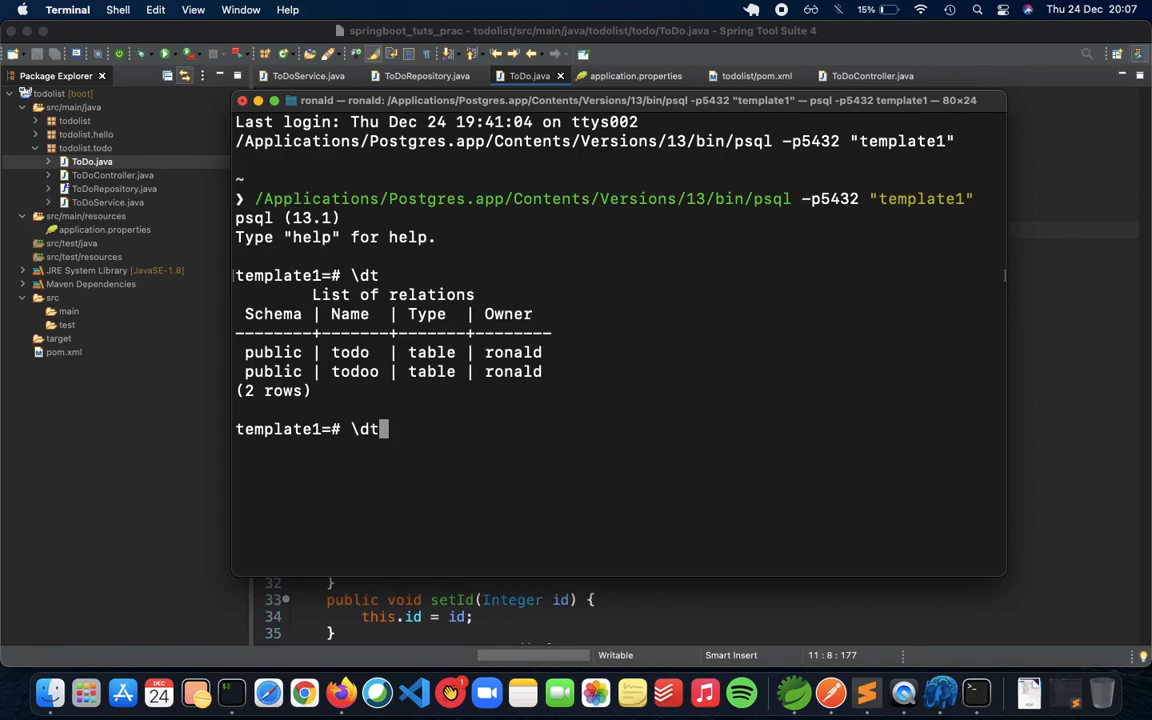 Terminal Shell Edit View Window Help 15% Thu 24 Dec 20:07
springboot_tuts_prac - todolist/src/main/java/todolist/todo/ToDo.java - Spring Tool Suite 4
Package Explorer
ToDoService.java ToDoRepository.java ToDo.java application.properties todolist/pom.xml ToDoController.java
todolist [boot]
src/main/java
todolist
todolist.hello
todolist.todo
ToDo.java
ToDoController.java
ToDoRepository.java
ToDoService.java
src/main/resources
application.properties
src/test/java
src/test/resources
JRE System Library [JavaSE-1.8]
Maven Dependencies
src
main
test
target
pom.xml
ronald — ronald: /Applications/Postgres.app/Contents/Versions/13/bin/psql -p5432 "template1" — psql -p5432 template1 — 80×24
Last login: Thu Dec 24 19:41:04 on ttys002
/Applications/Postgres.app/Contents/Versions/13/bin/psql -p5432 "template1"
~
❯ /Applications/Postgres.app/Contents/Versions/13/bin/psql -p5432 "template1"
psql (13.1)
Type "help" for help.
template1=# \dt
List of relations
Schema | Name | Type | Owner
--------+-------+-------+--------
public | todo | table | ronald
public | todoo | table | ronald
(2 rows)
template1=# \dt
32 }
33 public void setId(Integer id) {
34 this.id = id;
35 }
Writable Smart Insert 11 : 8 : 177
DEC
24
PDF